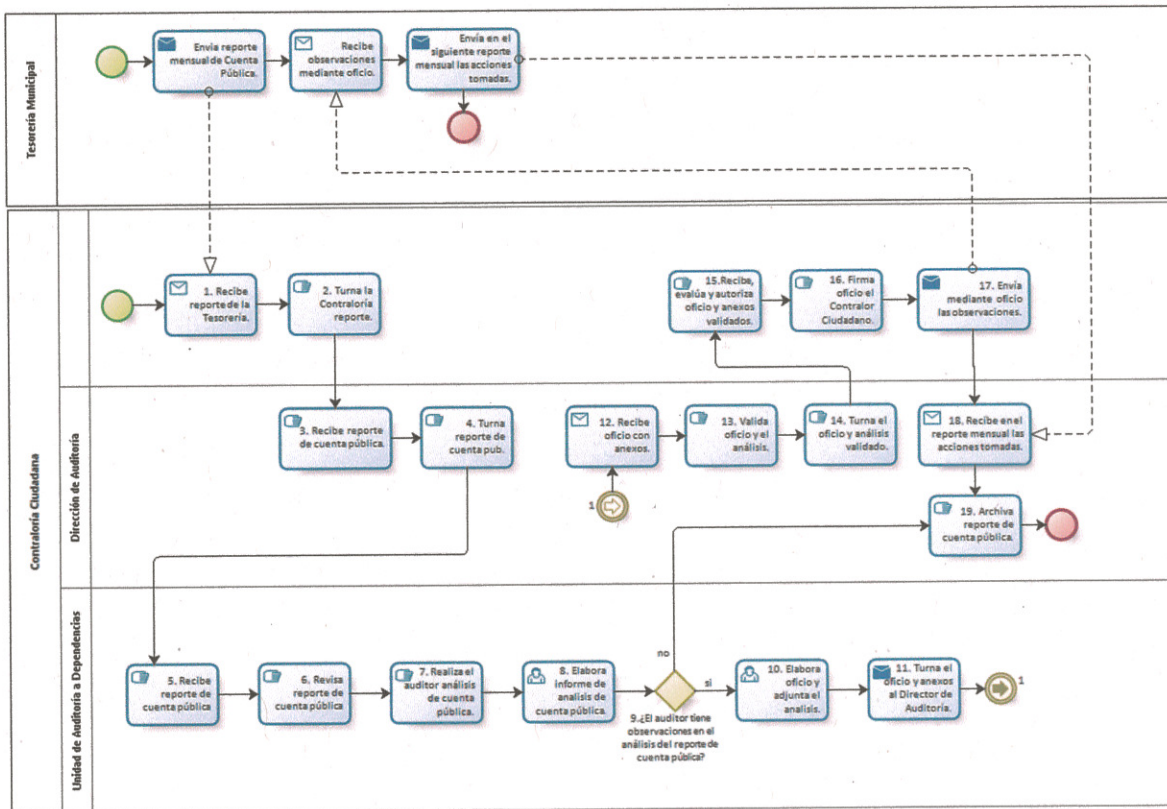 Tesorería Municipal
Envia reporte
mensual de Cuenta
Pública.
Recibe
observaciones
mediante oficio.
Envía en el
siguiente reporte
mensual las acciones
tomadas.
Contraloría Ciudadana
1. Recibe
reporte de la
Tesorería.
2. Turna la
Contraloría
reporte.
15.Recibe,
evalúa y autoriza
oficio y anexos
validados.
16. Firma
oficio el
Contralor
Ciudadano.
17. Envía
mediante oficio
las observaciones.
Dirección de Auditoría
3. Recibe reporte
de cuenta pública.
4. Turna
reporte de
cuenta pub.
12. Recibe
oficio con
anexos.
13. Valida
oficio y el
análisis.
14. Turna el
oficio y análisis
validado.
18. Recibe en el
reporte mensual las
acciones tomadas.
1
19. Archiva
reporte de
cuenta pública.
Unidad de Auditoría a Dependencias
5. Recibe
reporte de
cuenta pública
6. Revisa
reporte de
cuenta pública
7. Realiza el
auditor análisis
de cuenta
pública.
8. Elabora
informe de
analisis de
cuenta pública.
no
si
9.¿El auditor tiene
observaciones en el
análisis del reporte de
cuenta pública?
10. Elabora
oficio y
adjunta el
analisis.
11. Turna el
oficio y anexos
al Director de
Auditoría.
1